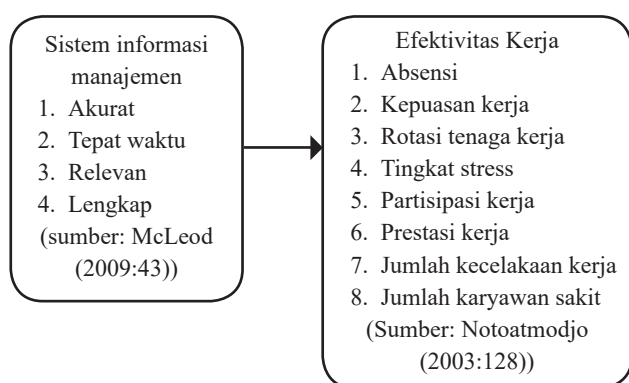 Sistem informasi
manajemen
1. Akurat
2. Tepat waktu
3. Relevan
4. Lengkap
(sumber: McLeod
(2009:43))
Efektivitas Kerja
1. Absensi
2. Kepuasan kerja
3. Rotasi tenaga kerja
4. Tingkat stress
5. Partisipasi kerja
6. Prestasi kerja
7. Jumlah kecelakaan kerja
8. Jumlah karyawan sakit
(Sumber: Notoatmodjo
(2003:128))